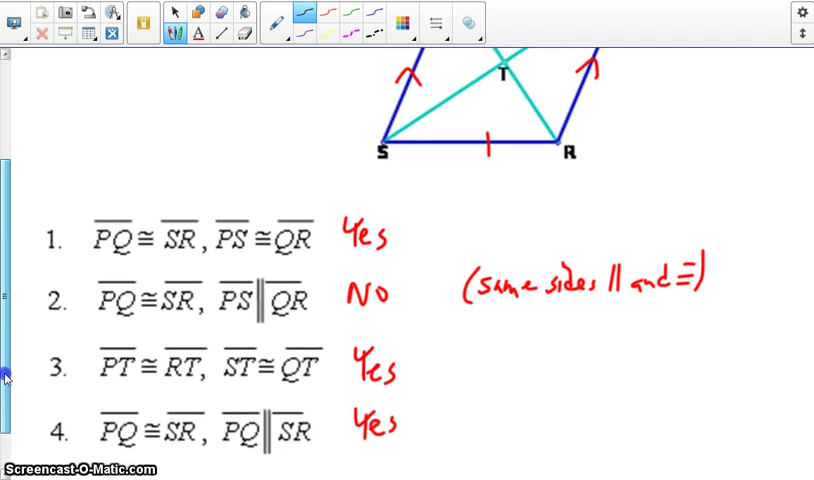 T
S R
1. PQ ≅ SR, PS ≅ QR Yes
2. PQ ≅ SR, PS ∥ QR NO (same sides ∥ and ≅)
3. PT ≅ RT, ST ≅ QT Yes
4. PQ ≅ SR, PQ ∥ SR Yes
Screencast-O-Matic.com